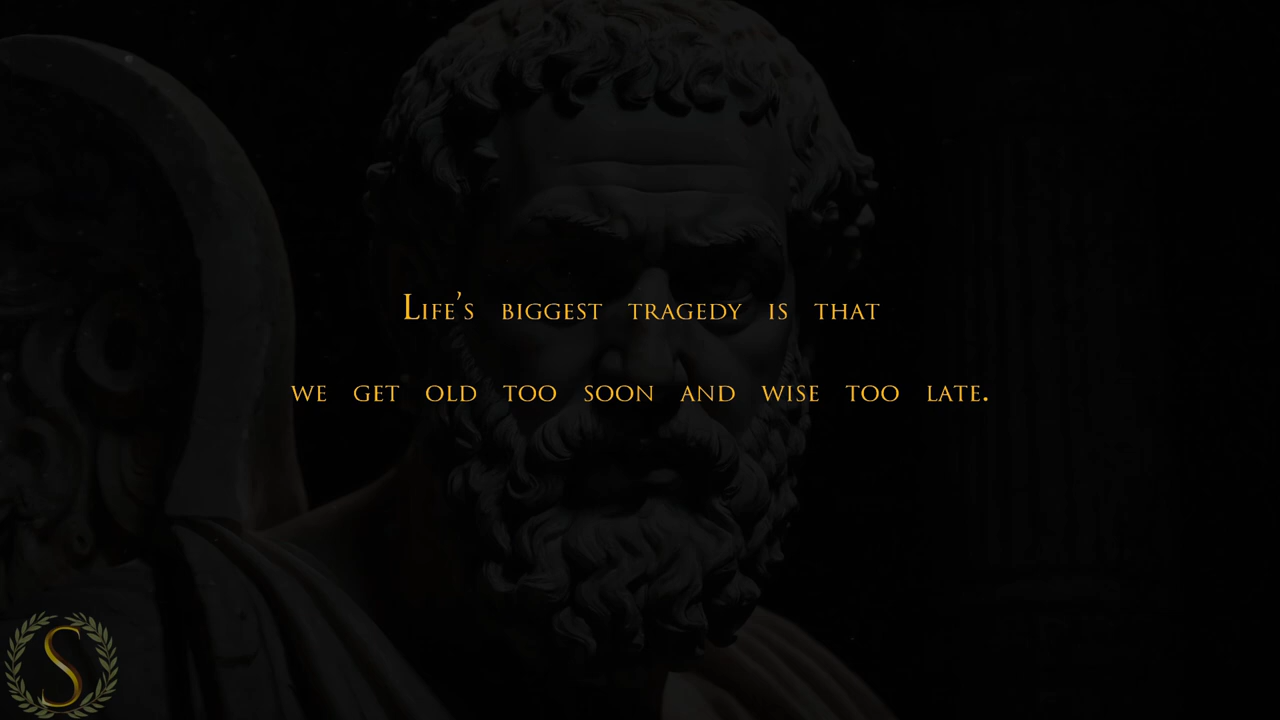 Life's biggest tragedy is that
we get old too soon and wise too late.
S